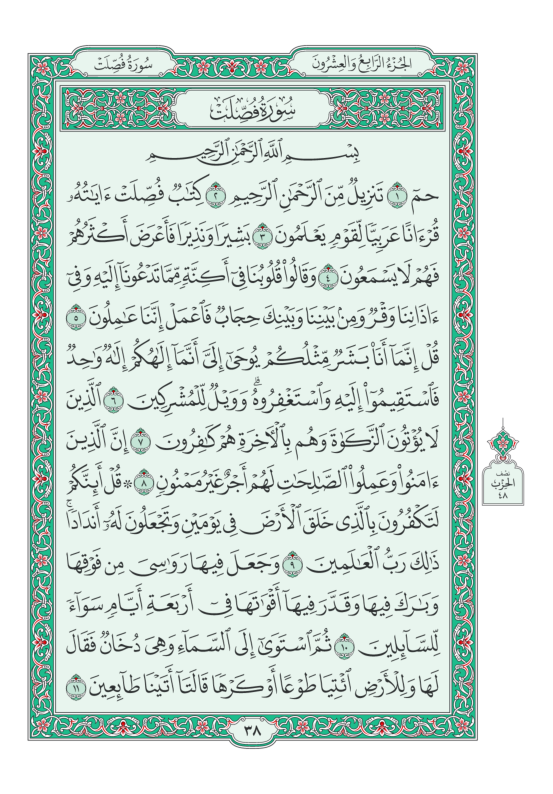 الجُزْءُ الرَّابِعُ وَالعِشْرُونَ
سُورَةُ فُصِّلَتْ
سُورَةُ فُصِّلَتْ
بِسْمِ ٱللَّهِ ٱلرَّحْمَٰنِ ٱلرَّحِيمِ
حمٓ ١ تَنزِيلٌ مِّنَ ٱلرَّحْمَٰنِ ٱلرَّحِيمِ ٢ كِتَٰبٌ فُصِّلَتْ ءَايَٰتُهُۥ
قُرْءَانًا عَرَبِيًّا لِّقَوْمٍ يَعْلَمُونَ ٣ بَشِيرًا وَنَذِيرًا فَأَعْرَضَ أَكْثَرُهُمْ
فَهُمْ لَا يَسْمَعُونَ ٤ وَقَالُوا۟ قُلُوبُنَا فِىٓ أَكِنَّةٍ مِّمَّا تَدْعُونَآ إِلَيْهِ وَفِىٓ
ءَاذَانِنَا وَقْرٌ وَمِنۢ بَيْنِنَا وَبَيْنِكَ حِجَابٌ فَٱعْمَلْ إِنَّنَا عَٰمِلُونَ ٥
قُلْ إِنَّمَآ أَنَا۠ بَشَرٌ مِّثْلُكُمْ يُوحَىٰٓ إِلَىَّ أَنَّمَآ إِلَٰهُكُمْ إِلَٰهٌ وَٰحِدٌ
فَٱسْتَقِيمُوٓا۟ إِلَيْهِ وَٱسْتَغْفِرُوهُ ۗ وَوَيْلٌ لِّلْمُشْرِكِينَ ٦ ٱلَّذِينَ
لَا يُؤْتُونَ ٱلزَّكَوٰةَ وَهُم بِٱلْأَخِرَةِ هُمْ كَٰفِرُونَ ٧ إِنَّ ٱلَّذِينَ
ءَامَنُوا۟ وَعَمِلُوا۟ ٱلصَّٰلِحَٰتِ لَهُمْ أَجْرٌ غَيْرُ مَمْنُونٍ ٨ ۞ قُلْ أَئِنَّكُمْ
لَتَكْفُرُونَ بِٱلَّذِى خَلَقَ ٱلْأَرْضَ فِى يَوْمَيْنِ وَتَجْعَلُونَ لَهُۥٓ أَندَادًا ۚ
ذَٰلِكَ رَبُّ ٱلْعَٰلَمِينَ ٩ وَجَعَلَ فِيهَا رَوَٰسِىَ مِن فَوْقِهَا
وَبَٰرَكَ فِيهَا وَقَدَّرَ فِيهَآ أَقْوَٰتَهَا فِىٓ أَرْبَعَةِ أَيَّامٍ سَوَآءً
لِّلسَّآئِلِينَ ١٠ ثُمَّ ٱسْتَوَىٰٓ إِلَى ٱلسَّمَآءِ وَهِىَ دُخَانٌ فَقَالَ
لَهَا وَلِلْأَرْضِ ٱئْتِيَا طَوْعًا أَوْ كَرْهًا قَالَتَآ أَتَيْنَا طَآئِعِينَ ١١
نصف
الحِزْب
٤٨
٣٨